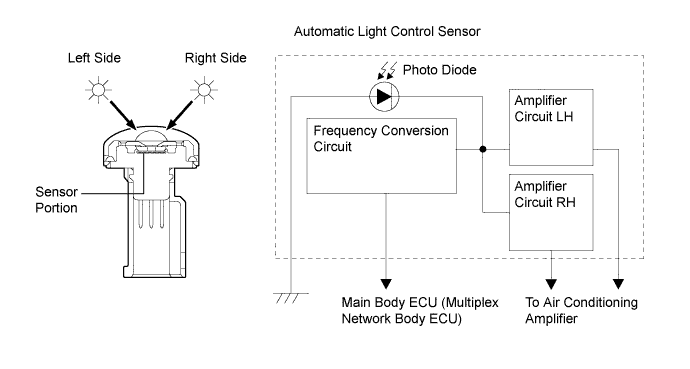 Automatic Light Control Sensor
Left Side
Right Side
Sensor
Portion
Photo Diode
Frequency Conversion
Circuit
Amplifier
Circuit LH
Amplifier
Circuit RH
Main Body ECU (Multiplex
Network Body ECU)
To Air Conditioning
Amplifier